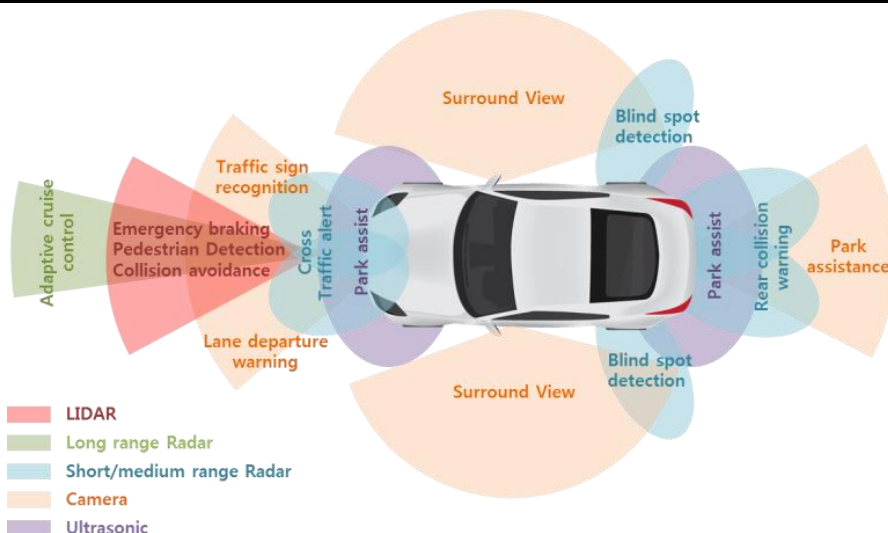 Surround View
Blind spot
detection
Traffic sign
recognition
Adaptive cruise
control
Emergency braking
Pedestrian Detection
Collision avoidance
Cross
Traffic alert
Park assist
Park assist
Rear collision
warning
Park
assistance
Lane departure
warning
Surround View
Blind spot
detection
LIDAR
Long range Radar
Short/medium range Radar
Camera
Ultrasonic